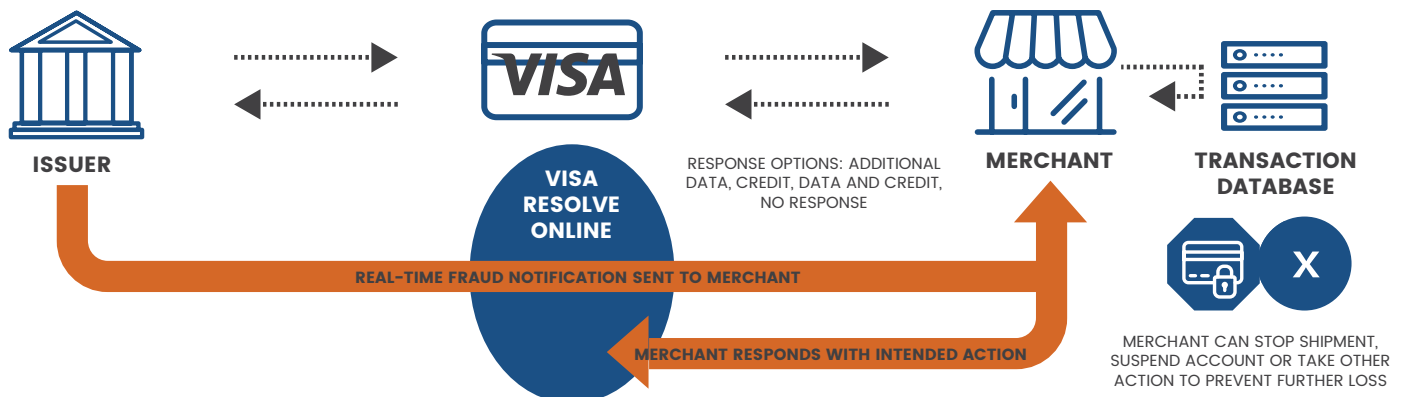 VISA
ISSUER
VISA
RESOLVE
ONLINE
RESPONSE OPTIONS: ADDITIONAL
DATA, CREDIT, DATA AND CREDIT,
NO RESPONSE
MERCHANT
TRANSACTION
DATABASE
X
REAL-TIME FRAUD NOTIFICATION SENT TO MERCHANT
MERCHANT RESPONDS WITH INTENDED ACTION
MERCHANT CAN STOP SHIPMENT,
SUSPEND ACCOUNT OR TAKE OTHER
ACTION TO PREVENT FURTHER LOSS